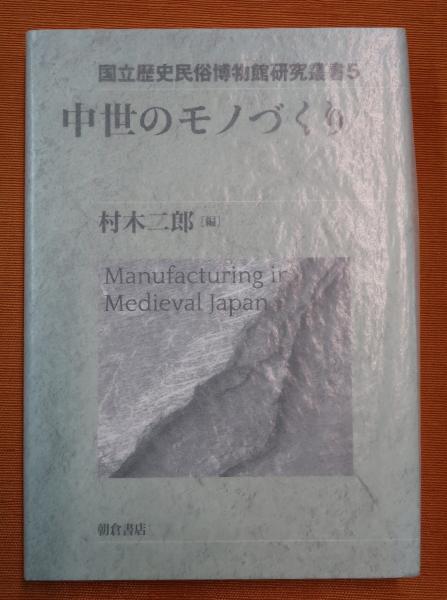 国立歴史民俗博物館研究叢書5
中世のモノづくり
村木二郎［編］
Manufacturing in
Medieval Japan
朝倉書店